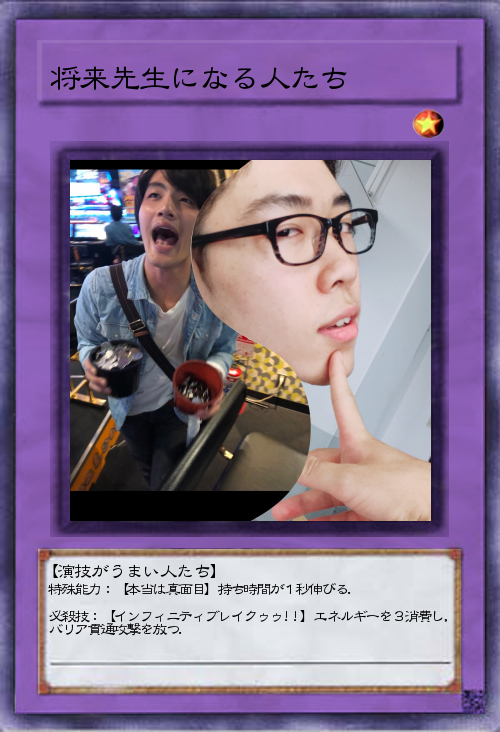 将来先生になる人たち
【演技がうまい人たち】
特殊能力：【本当は真面目】持ち時間が１秒伸びる．
必殺技：【インフィニティブレイクゥゥ!!】エネルギーを３消費し，
バリア貫通攻撃を放つ．